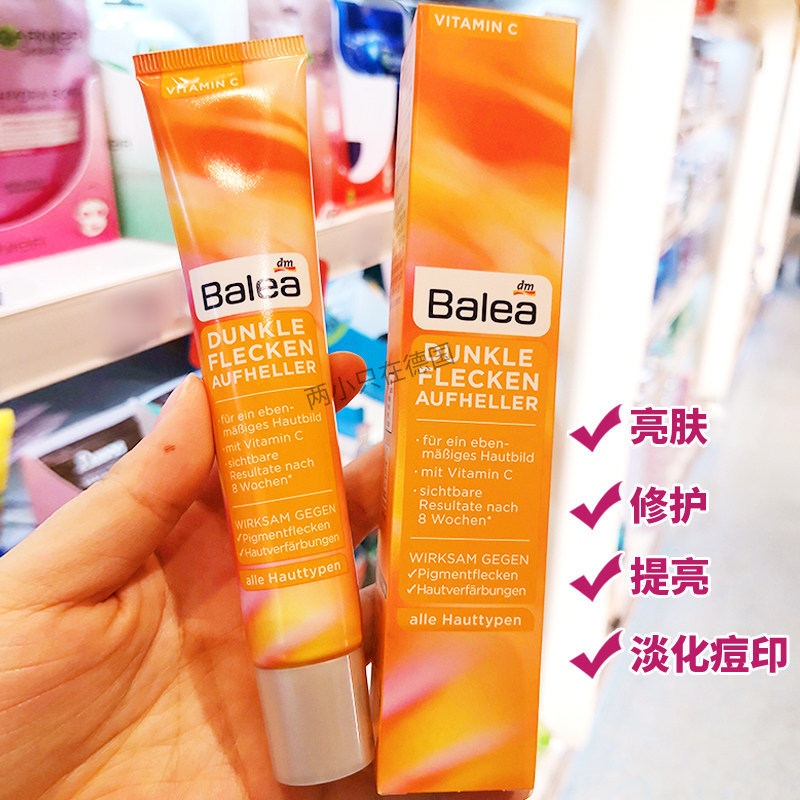 GARNIER
VITAMIN C
dm
Balea
DUNKLE
FLECKEN
AUFHELLER
· für ein eben-
mäßiges Hautbild
· mit Vitamin C
· sichtbare
Resultate nach
8 Wochen*
WIRKSAM GEGEN
✓Pigmentflecken
✓Hautverfärbungen
alle Hauttypen
VITAMIN C
dm
Balea
DUNKLE
FLECKEN
AUFHELLER
· für ein eben-
mäßiges Hautbild
· mit Vitamin C
· sichtbare
Resultate nach
8 Wochen*
WIRKSAM GEGEN
✓Pigmentflecken
✓Hautverfärbungen
alle Hauttypen
两小只在德国
亮肤
修护
提亮
淡化痘印